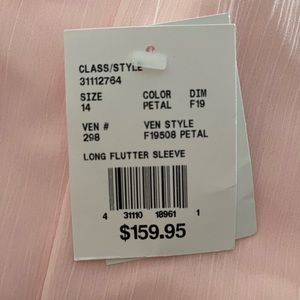 CLASS/STYLE
31112764
SIZE COLOR DIM
14 PETAL F19
VEN # VEN STYLE
298 F19508 PETAL
LONG FLUTTER SLEEVE
4 31110 18961 1
$159.95